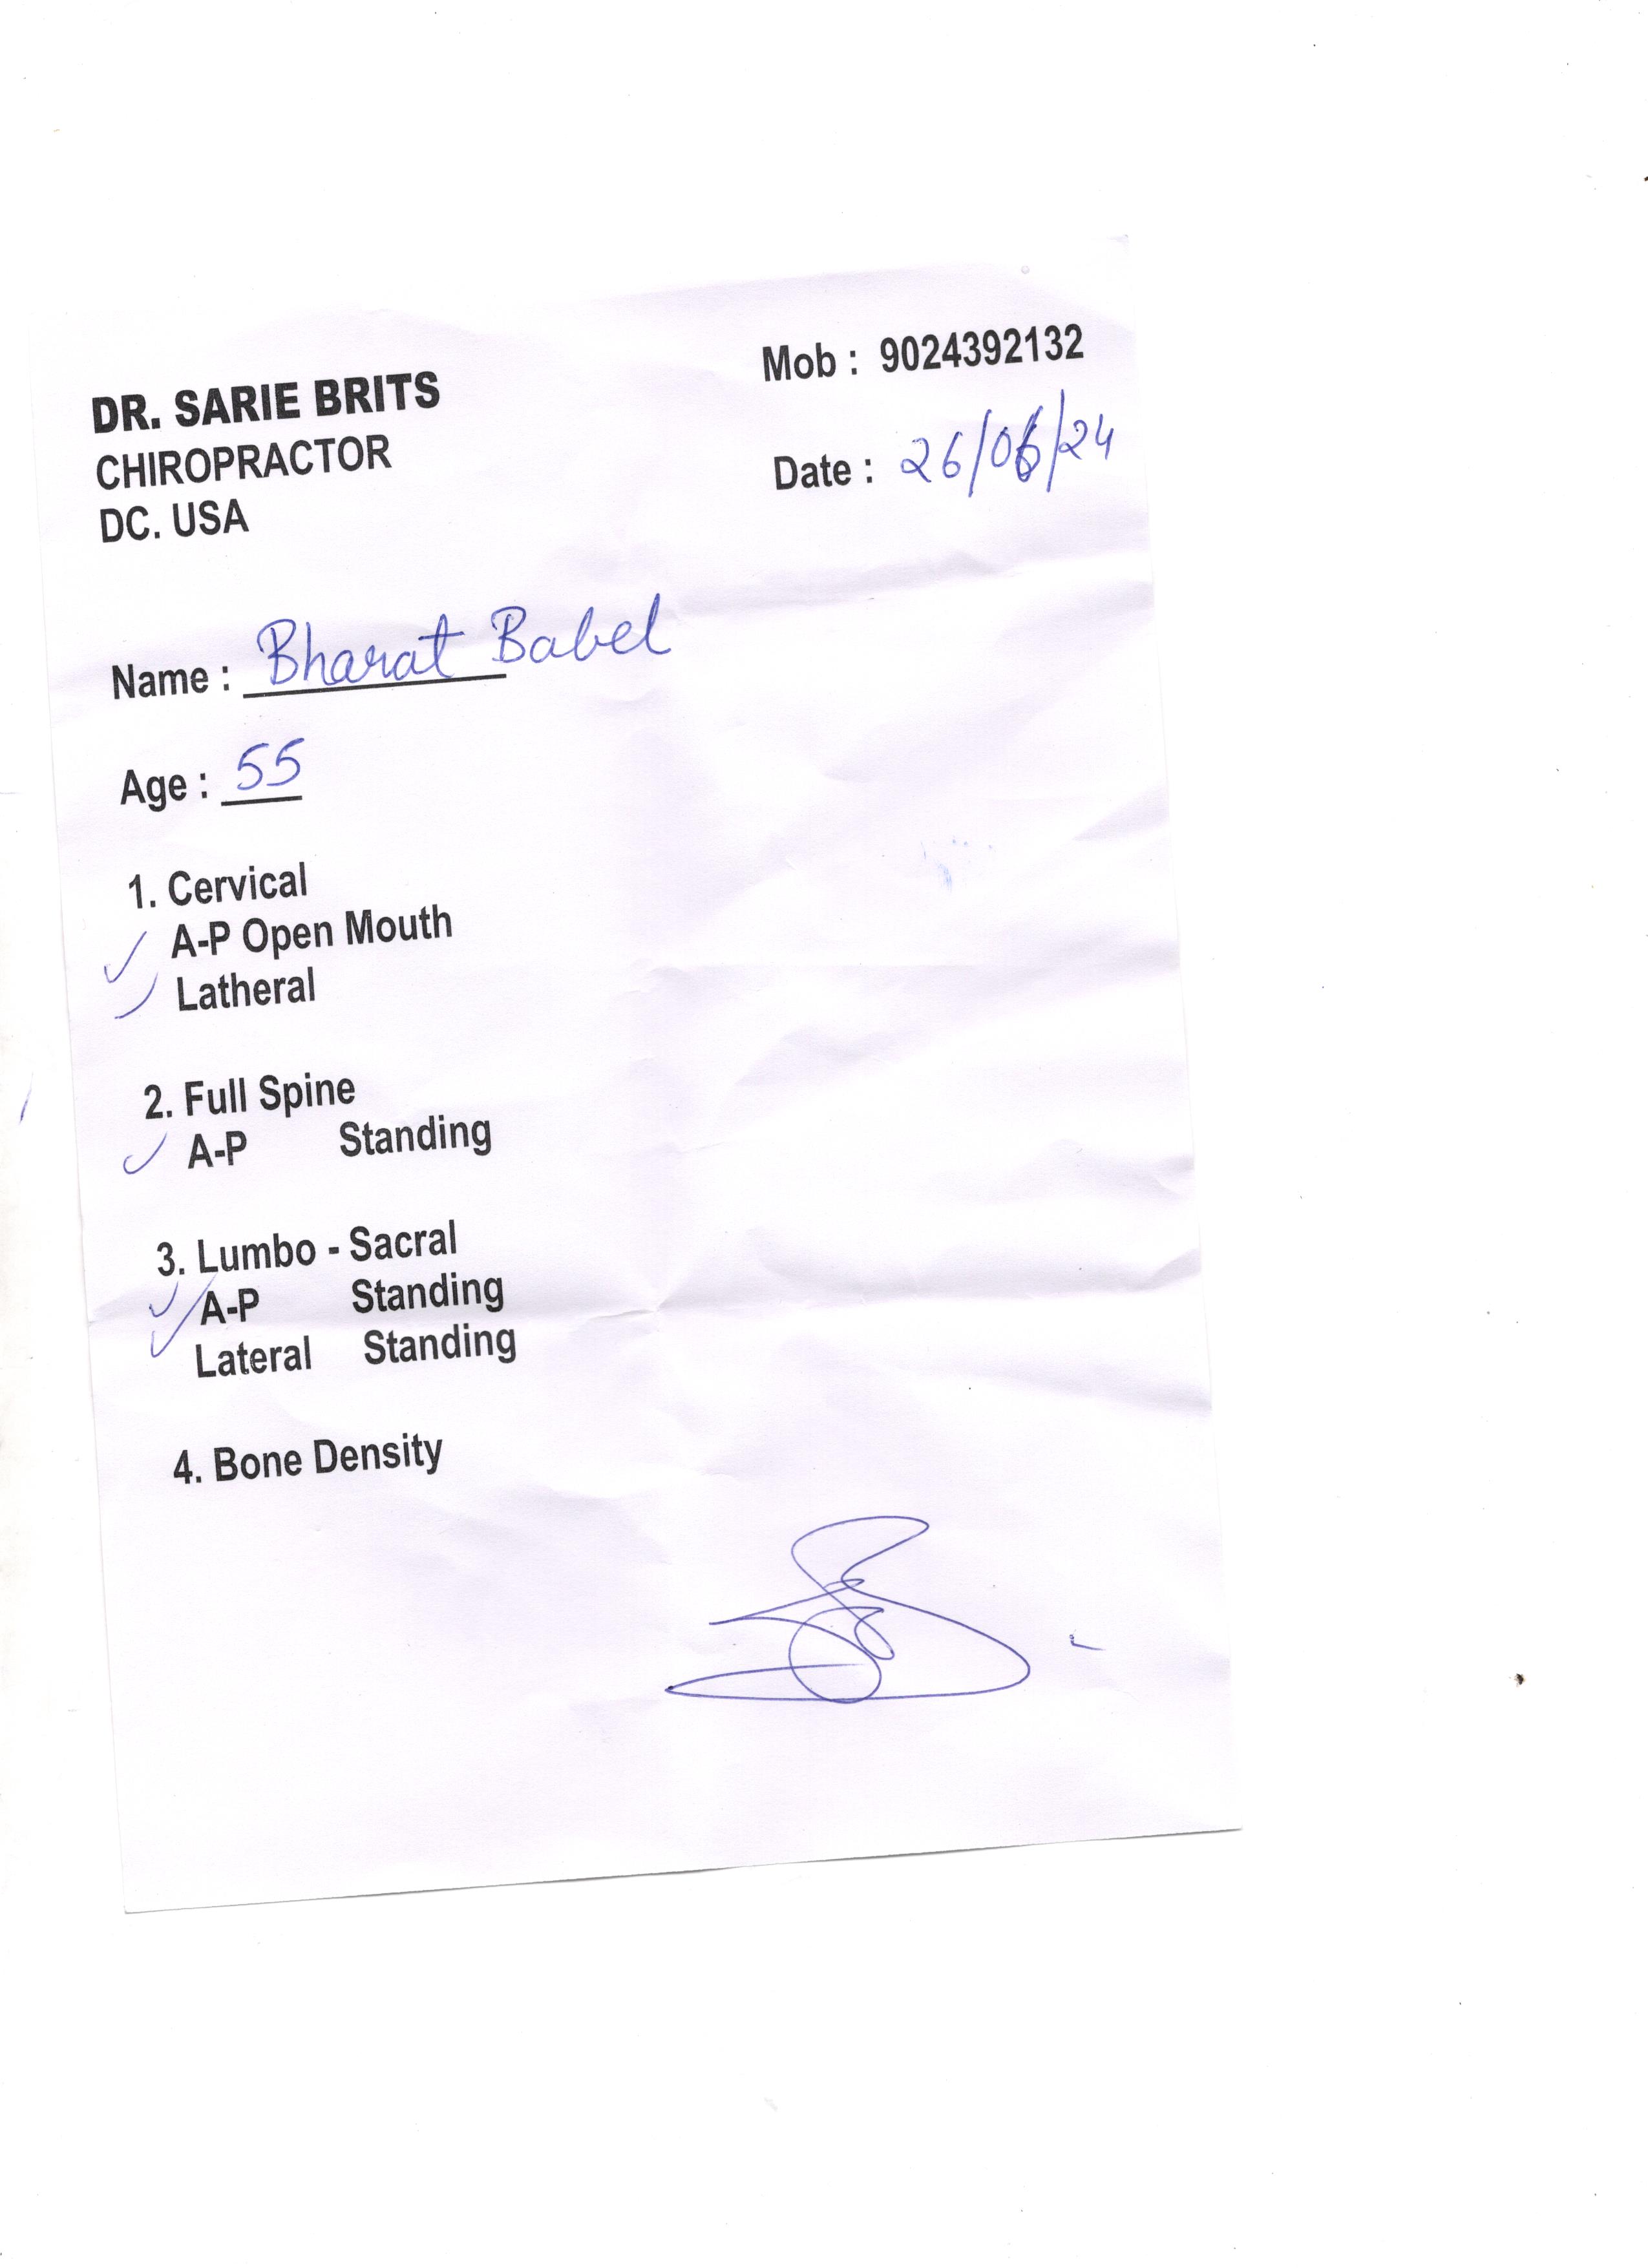 DR. SARIE BRITS
CHIROPRACTOR
DC. USA
Mob : 9024392132
Date : 26/06/24
Name : Bharat Babel
Age : 55
1. Cervical
A-P Open Mouth
Latheral
2. Full Spine
A-P Standing
3. Lumbo - Sacral
A-P Standing
Lateral Standing
4. Bone Density